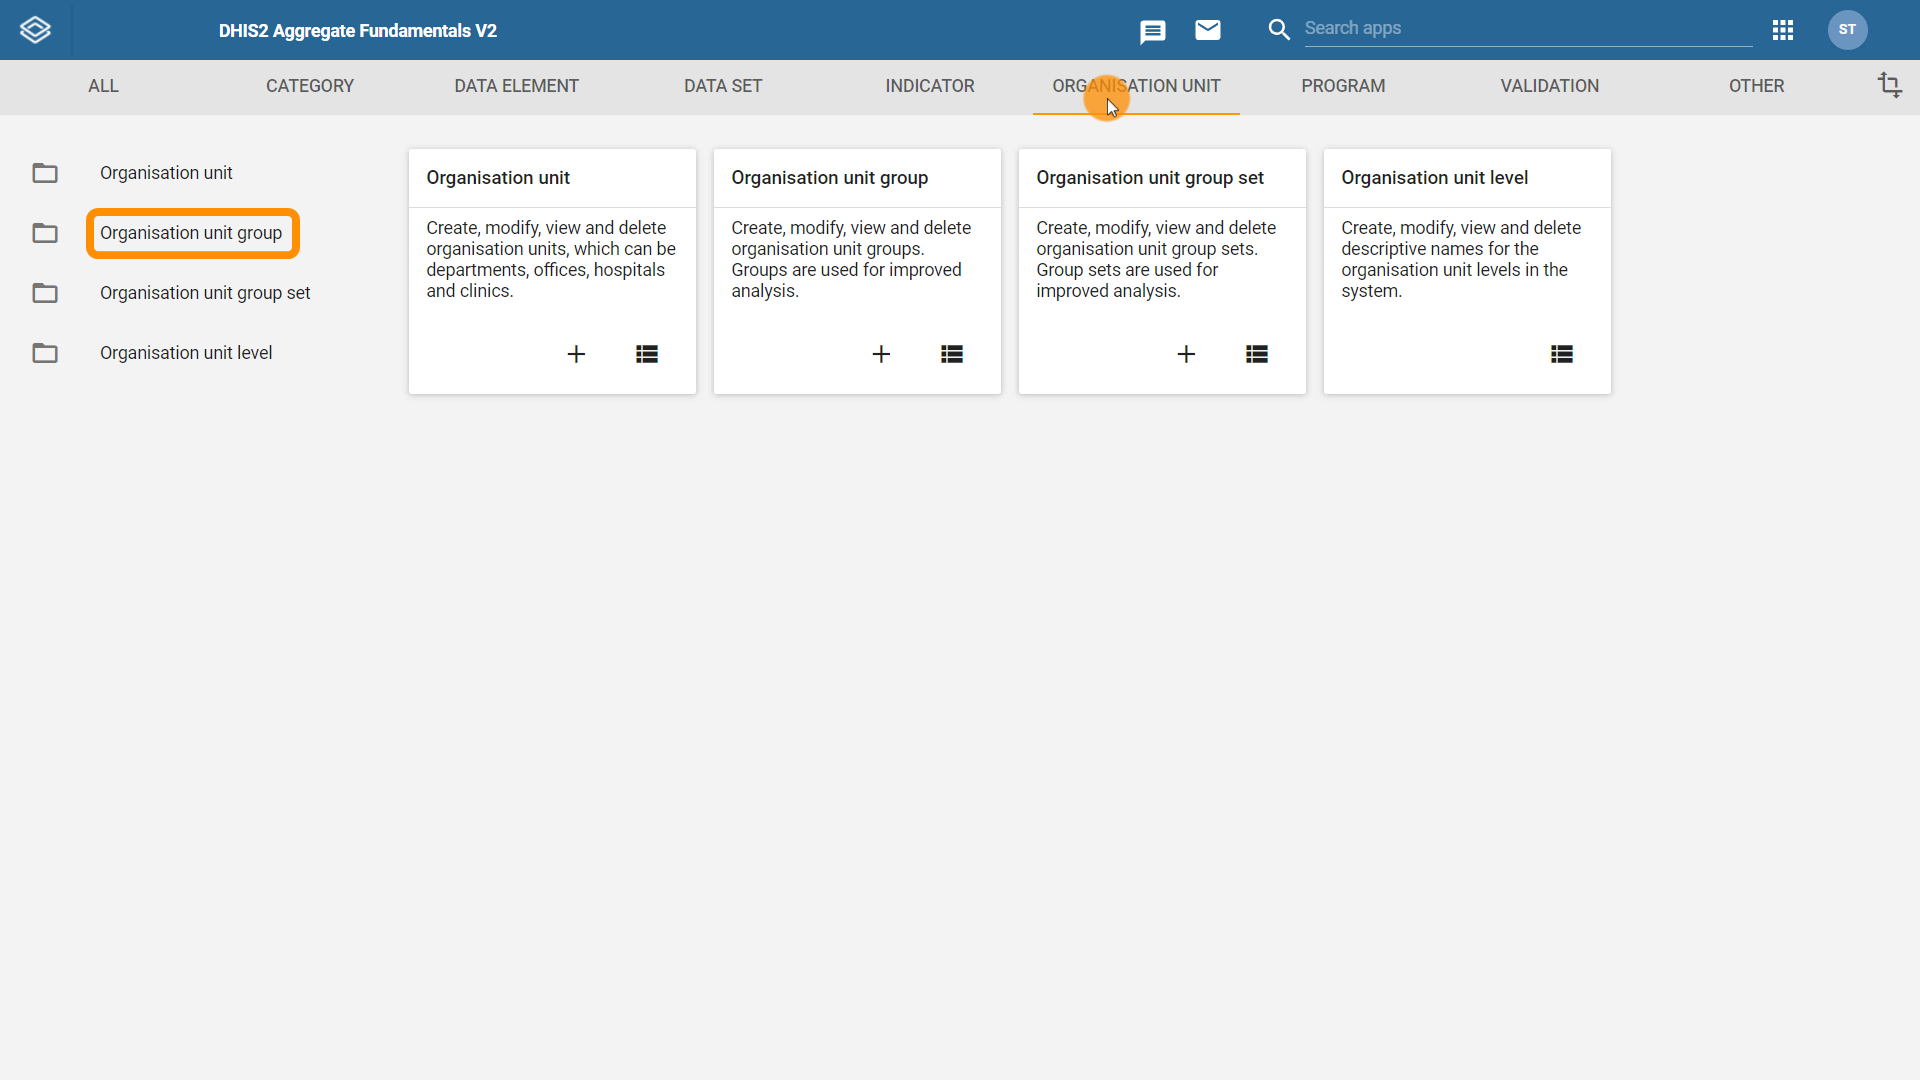 DHIS2 Aggregate Fundamentals V2
Search apps
ST
ALL
CATEGORY
DATA ELEMENT
DATA SET
INDICATOR
ORGANISATION UNIT
PROGRAM
VALIDATION
OTHER
Organisation unit
Organisation unit group
Organisation unit group set
Organisation unit level
Organisation unit
Create, modify, view and delete
organisation units, which can be
departments, offices, hospitals
and clinics.
Organisation unit group
Create, modify, view and delete
organisation unit groups.
Groups are used for improved
analysis.
Organisation unit group set
Create, modify, view and delete
organisation unit group sets.
Group sets are used for
improved analysis.
Organisation unit level
Create, modify, view and delete
descriptive names for the
organisation unit levels in the
system.